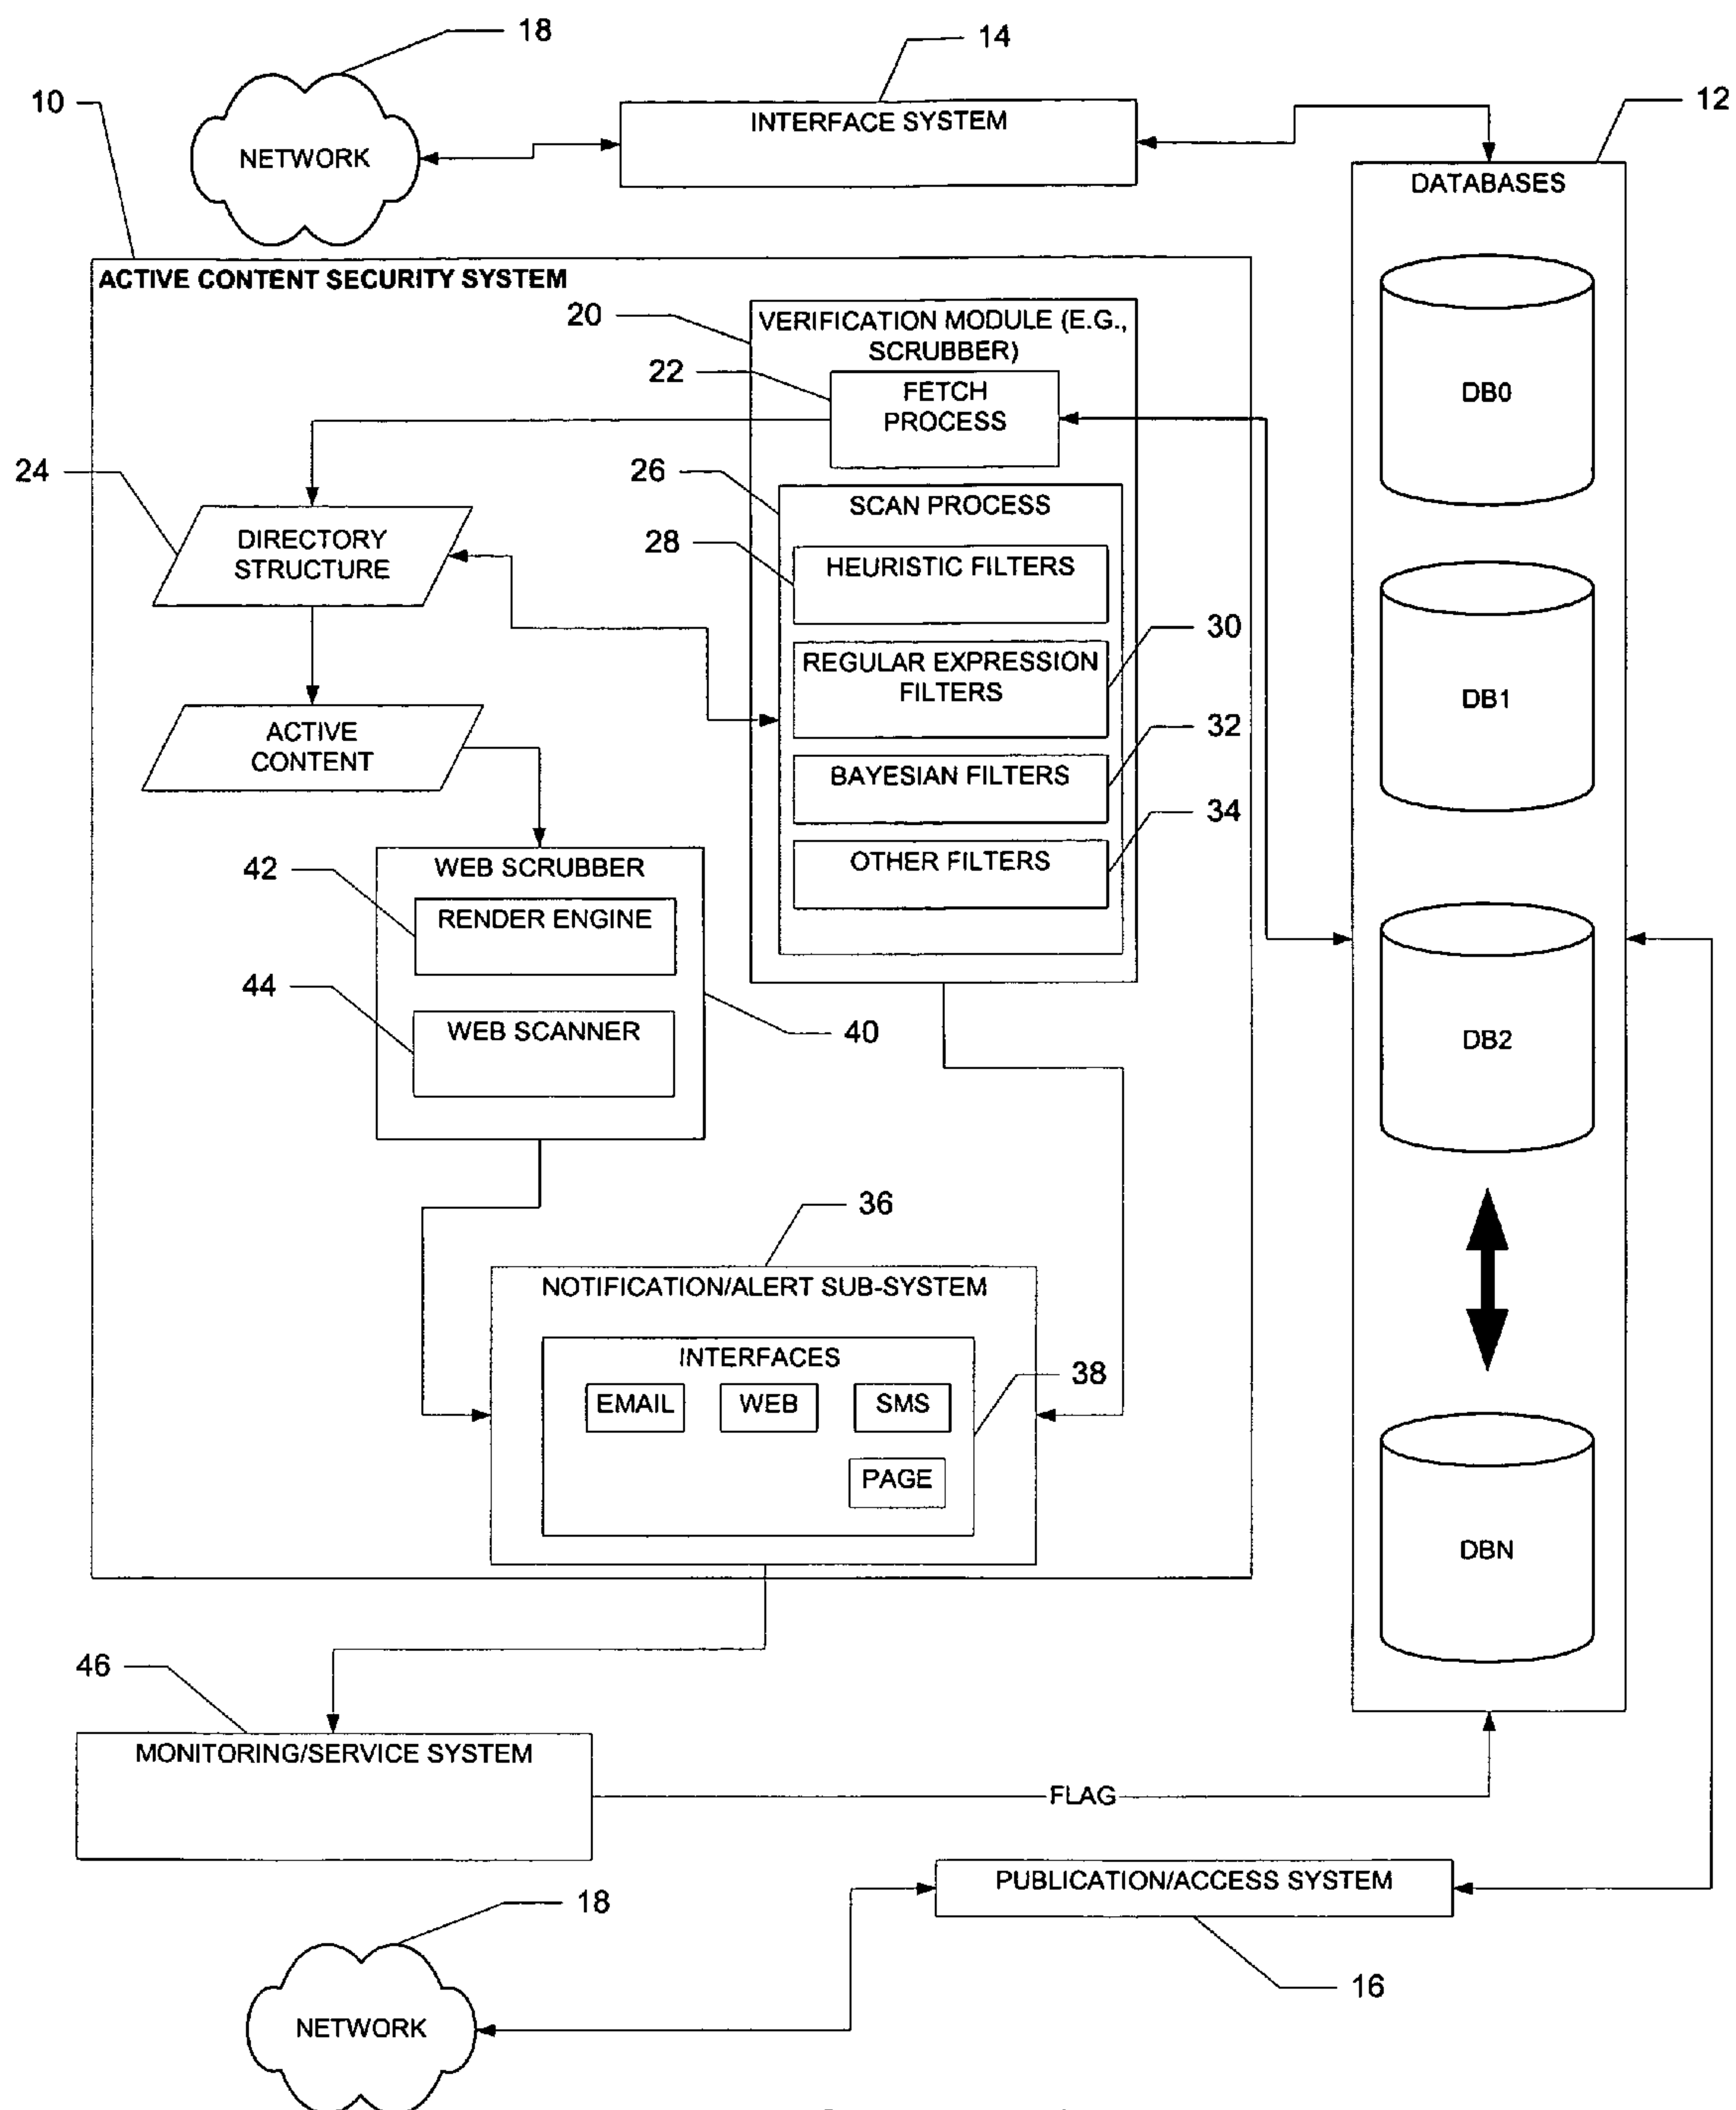 18
14
10
12
INTERFACE SYSTEM
NETWORK
DATABASES
ACTIVE CONTENT SECURITY SYSTEM
20
VERIFICATION MODULE (E.G.,
SCRUBBER)
22
FETCH
PROCESS
DB0
24
26
SCAN PROCESS
DIRECTORY
STRUCTURE
28
HEURISTIC FILTERS
30
REGULAR EXPRESSION
FILTERS
DB1
ACTIVE
CONTENT
32
BAYESIAN FILTERS
34
OTHER FILTERS
42
WEB SCRUBBER
RENDER ENGINE
44
WEB SCANNER
40
DB2
36
NOTIFICATION/ALERT SUB-SYSTEM
INTERFACES
38
EMAIL
WEB
SMS
PAGE
DBN
46
MONITORING/SERVICE SYSTEM
FLAG
PUBLICATION/ACCESS SYSTEM
18
16
NETWORK